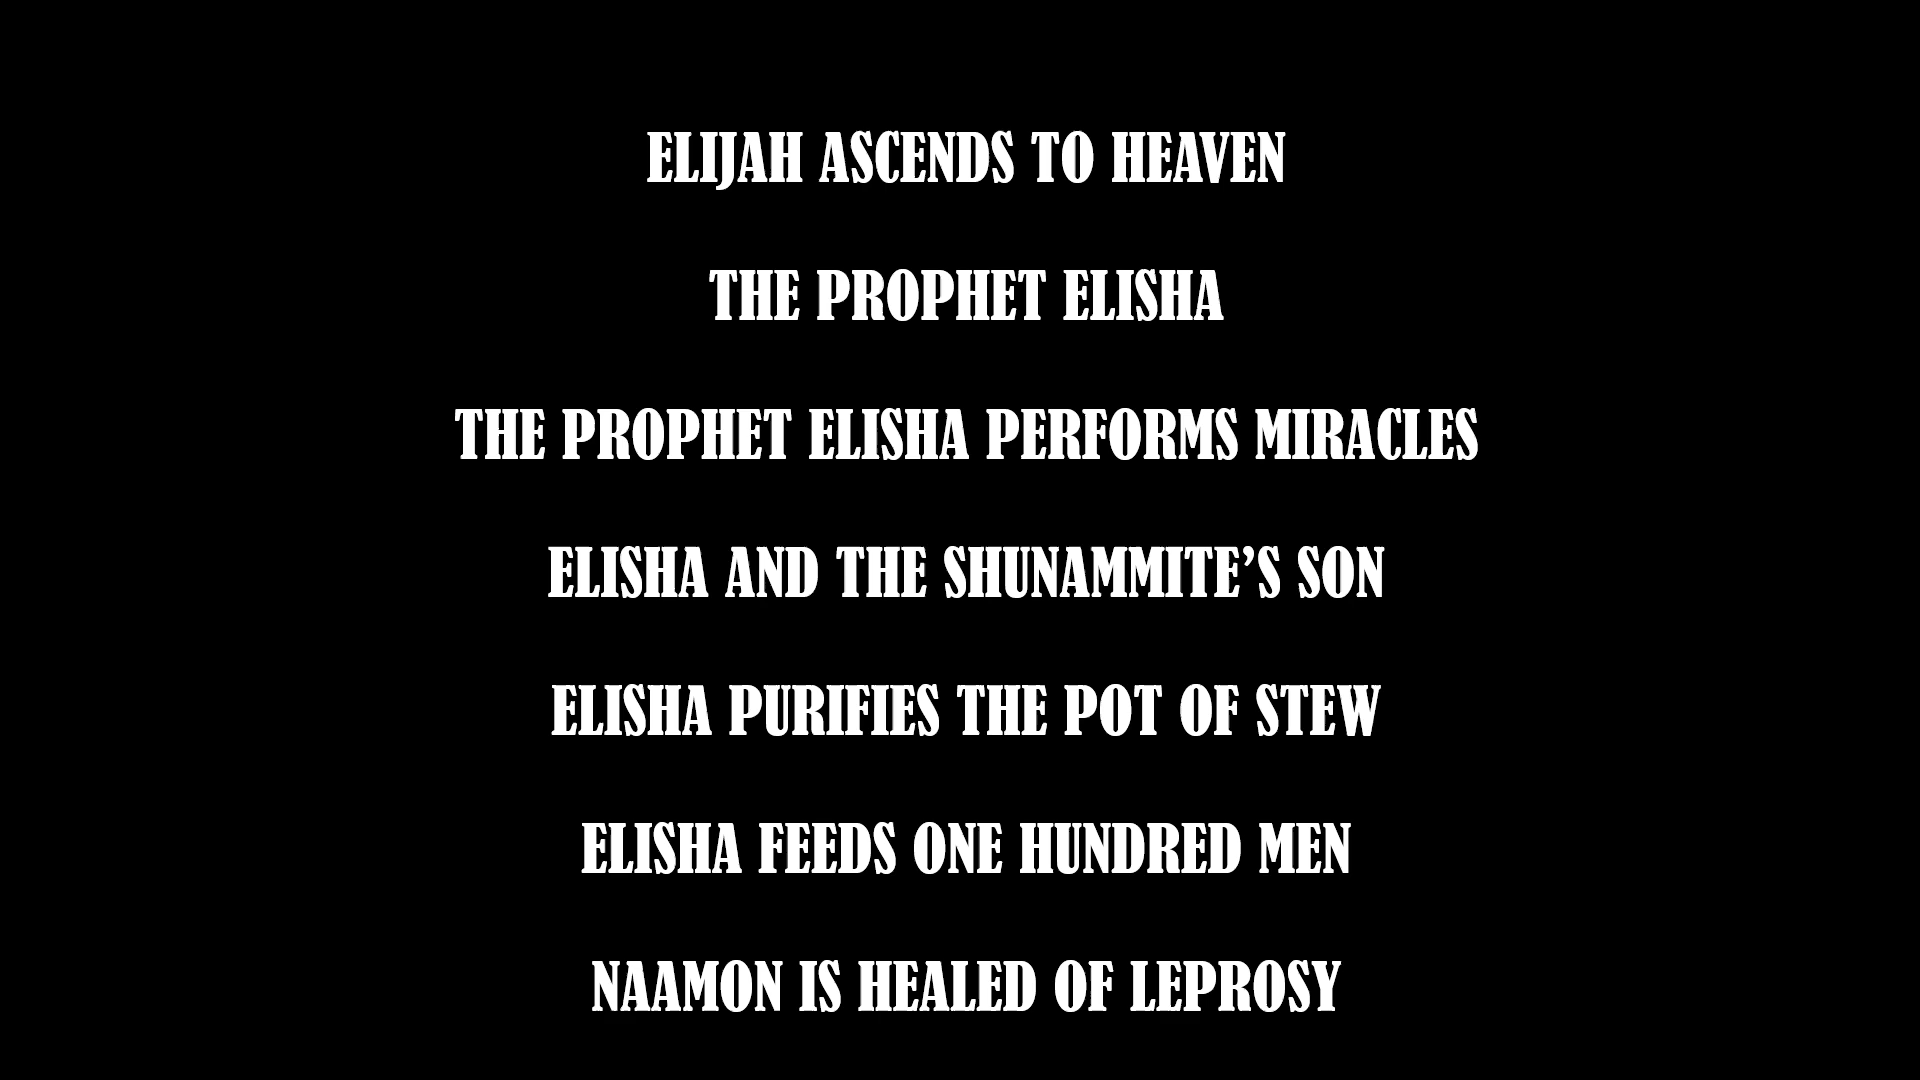 ELIJAH ASCENDS TO HEAVEN
THE PROPHET ELISHA
THE PROPHET ELISHA PERFORMS MIRACLES
ELISHA AND THE SHUNAMMITE’S SON
ELISHA PURIFIES THE POT OF STEW
ELISHA FEEDS ONE HUNDRED MEN
NAAMON IS HEALED OF LEPROSY